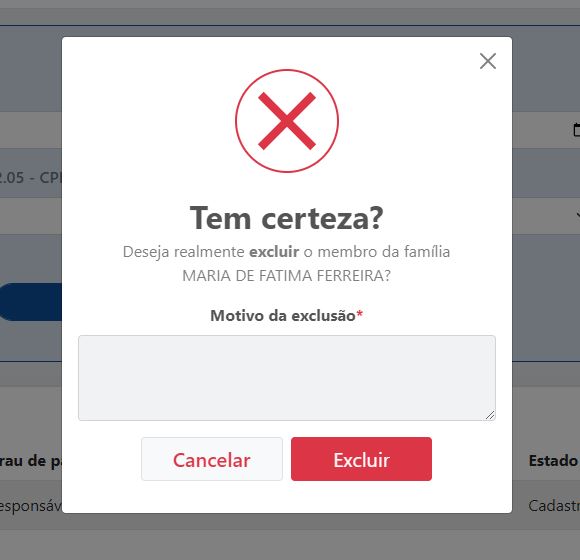 Tem certeza?
2.05 - CP
Deseja realmente excluir o membro da família
MARIA DE FATIMA FERREIRA?
Motivo da exclusão*
Cancelar
Excluir
rau de pa
Estado
esponsáv
Cadastr